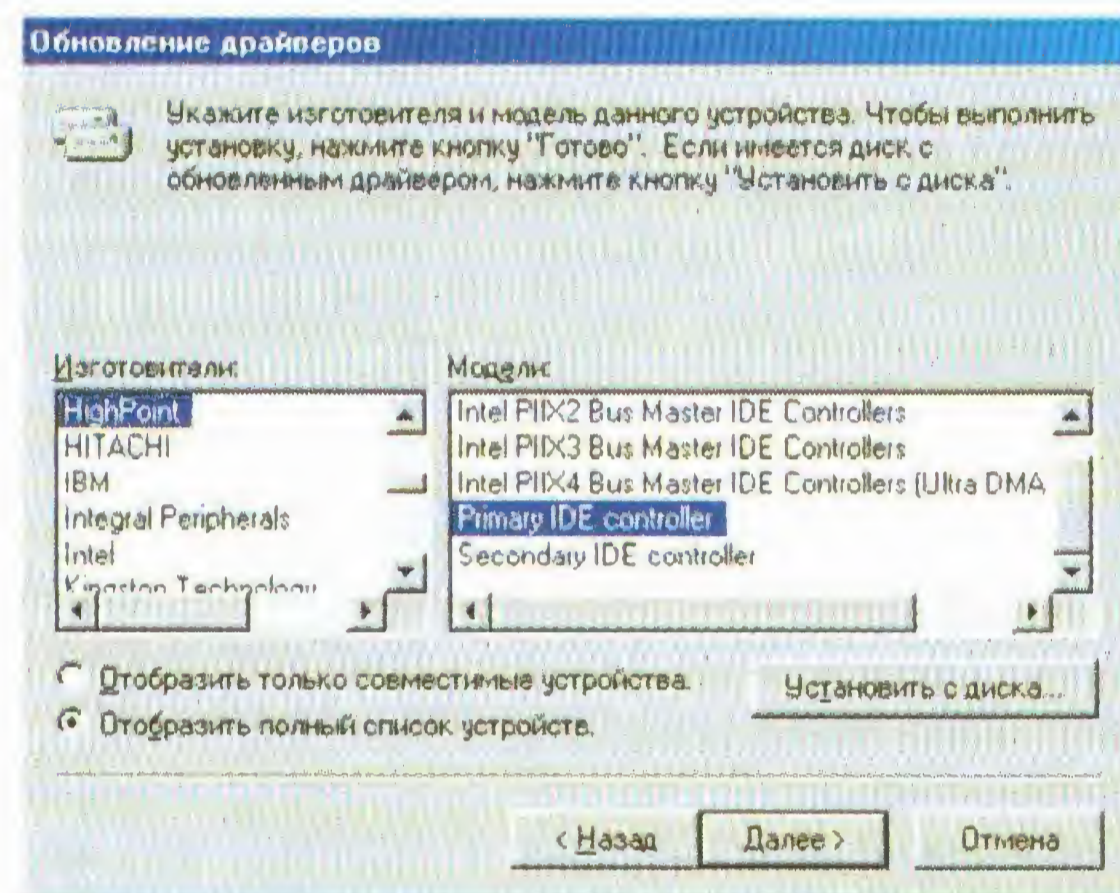 Обновление драйверов
Укажите изготовителя и модель данного устройства. Чтобы выполнить
установку, нажмите кнопку "Готово". Если имеется диск с
обновленным драйвером, нажмите кнопку "Установить с диска".
Изготовители:
HighPoint
HITACHI
IBM
Integral Peripherals
Intel
Kingston Technology
Модели:
Intel PIIX2 Bus Master IDE Controllers
Intel PIIX3 Bus Master IDE Controllers
Intel PIIX4 Bus Master IDE Controllers (Ultra DMA
Primary IDE controller
Secondary IDE controller
Отобразить только совместимые устройства.
Отобразить полный список устройств.
Установить с диска...
< Назад
Далее >
Отмена